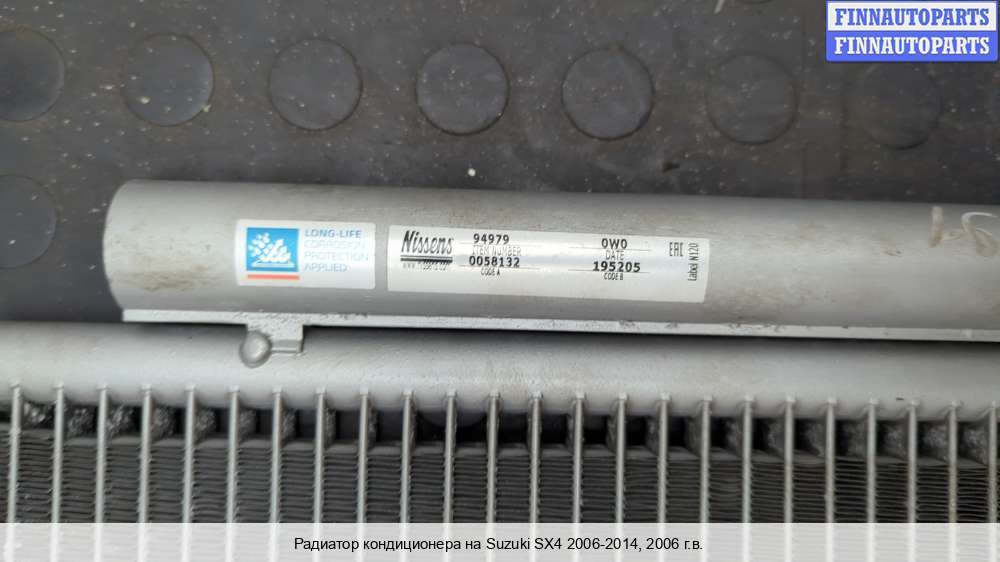 FINNAUTOPARTS
FINNAUTOPARTS
LONG-LIFE
CORROSION
PROTECTION
APPLIED
Nissens
94979
ITEM NUMBER
0058132
CODE A
0W0
DATE
195205
CODE B
EAC
Label N120
Радиатор кондиционера на Suzuki SX4 2006-2014, 2006 г.в.